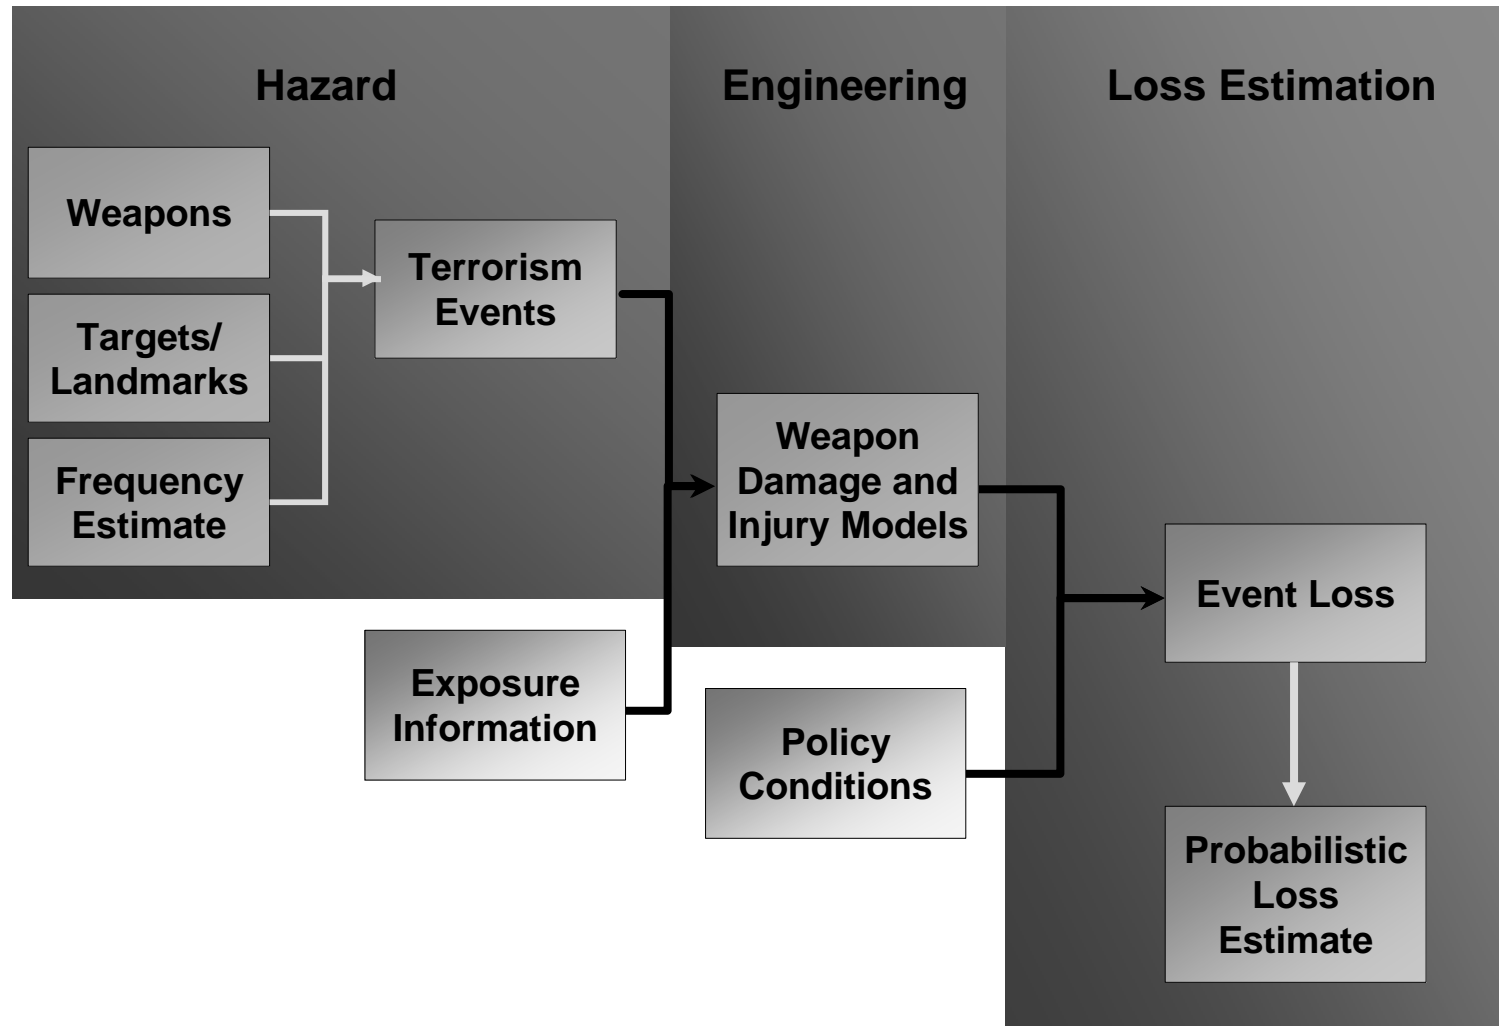 Hazard
Engineering
Loss Estimation
Weapons
Targets/
Landmarks
Frequency
Estimate
Terrorism
Events
Weapon
Damage and
Injury Models
Exposure
Information
Policy
Conditions
Event Loss
Probabilistic
Loss
Estimate